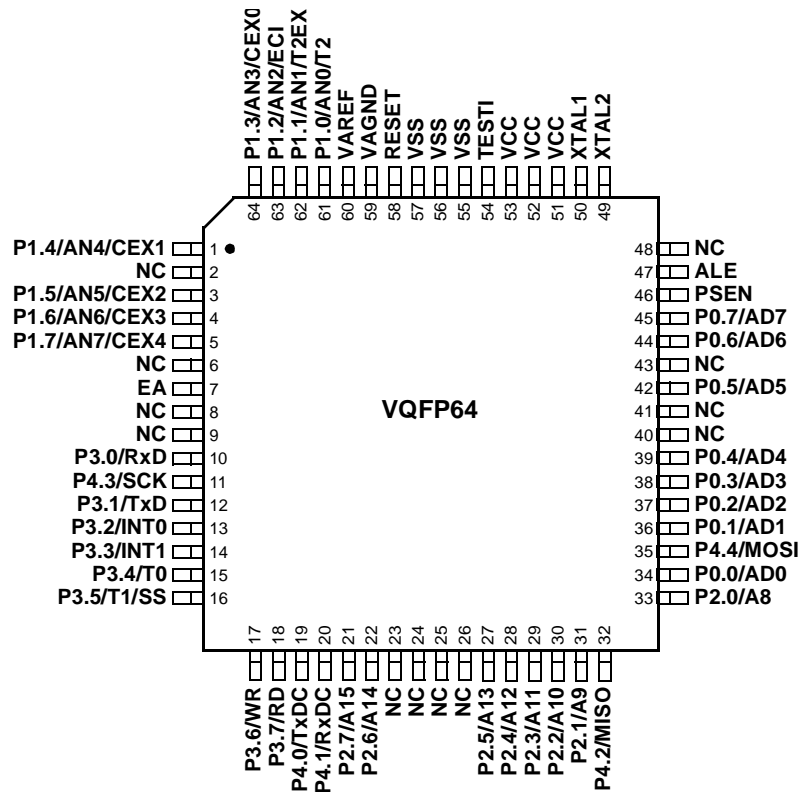 P1.3/AN3/CEX0
P1.2/AN2/ECI
P1.1/AN1/T2EX
P1.0/AN0/T2
VAREF
VAGND
RESET
VSS
VSS
VSS
TESTI
VCC
VCC
VCC
XTAL1
XTAL2
64
63
62
61
60
59
58
57
56
55
54
53
52
51
50
49
P1.4/AN4/CEX1 1
NC 2
P1.5/AN5/CEX2 3
P1.6/AN6/CEX3 4
P1.7/AN7/CEX4 5
NC 6
EA 7
NC 8
NC 9
P3.0/RxD 10
P4.3/SCK 11
P3.1/TxD 12
P3.2/INT0 13
P3.3/INT1 14
P3.4/T0 15
P3.5/T1/SS 16
VQFP64
48 NC
47 ALE
46 PSEN
45 P0.7/AD7
44 P0.6/AD6
43 NC
42 P0.5/AD5
41 NC
40 NC
39 P0.4/AD4
38 P0.3/AD3
37 P0.2/AD2
36 P0.1/AD1
35 P4.4/MOSI
34 P0.0/AD0
33 P2.0/A8
17
18
19
20
21
22
23
24
25
26
27
28
29
30
31
32
P3.6/WR
P3.7/RD
P4.0/TxDC
P4.1/RxDC
P2.7/A15
P2.6/A14
NC
NC
NC
NC
P2.5/A13
P2.4/A12
P2.3/A11
P2.2/A10
P2.1/A9
P4.2/MISO